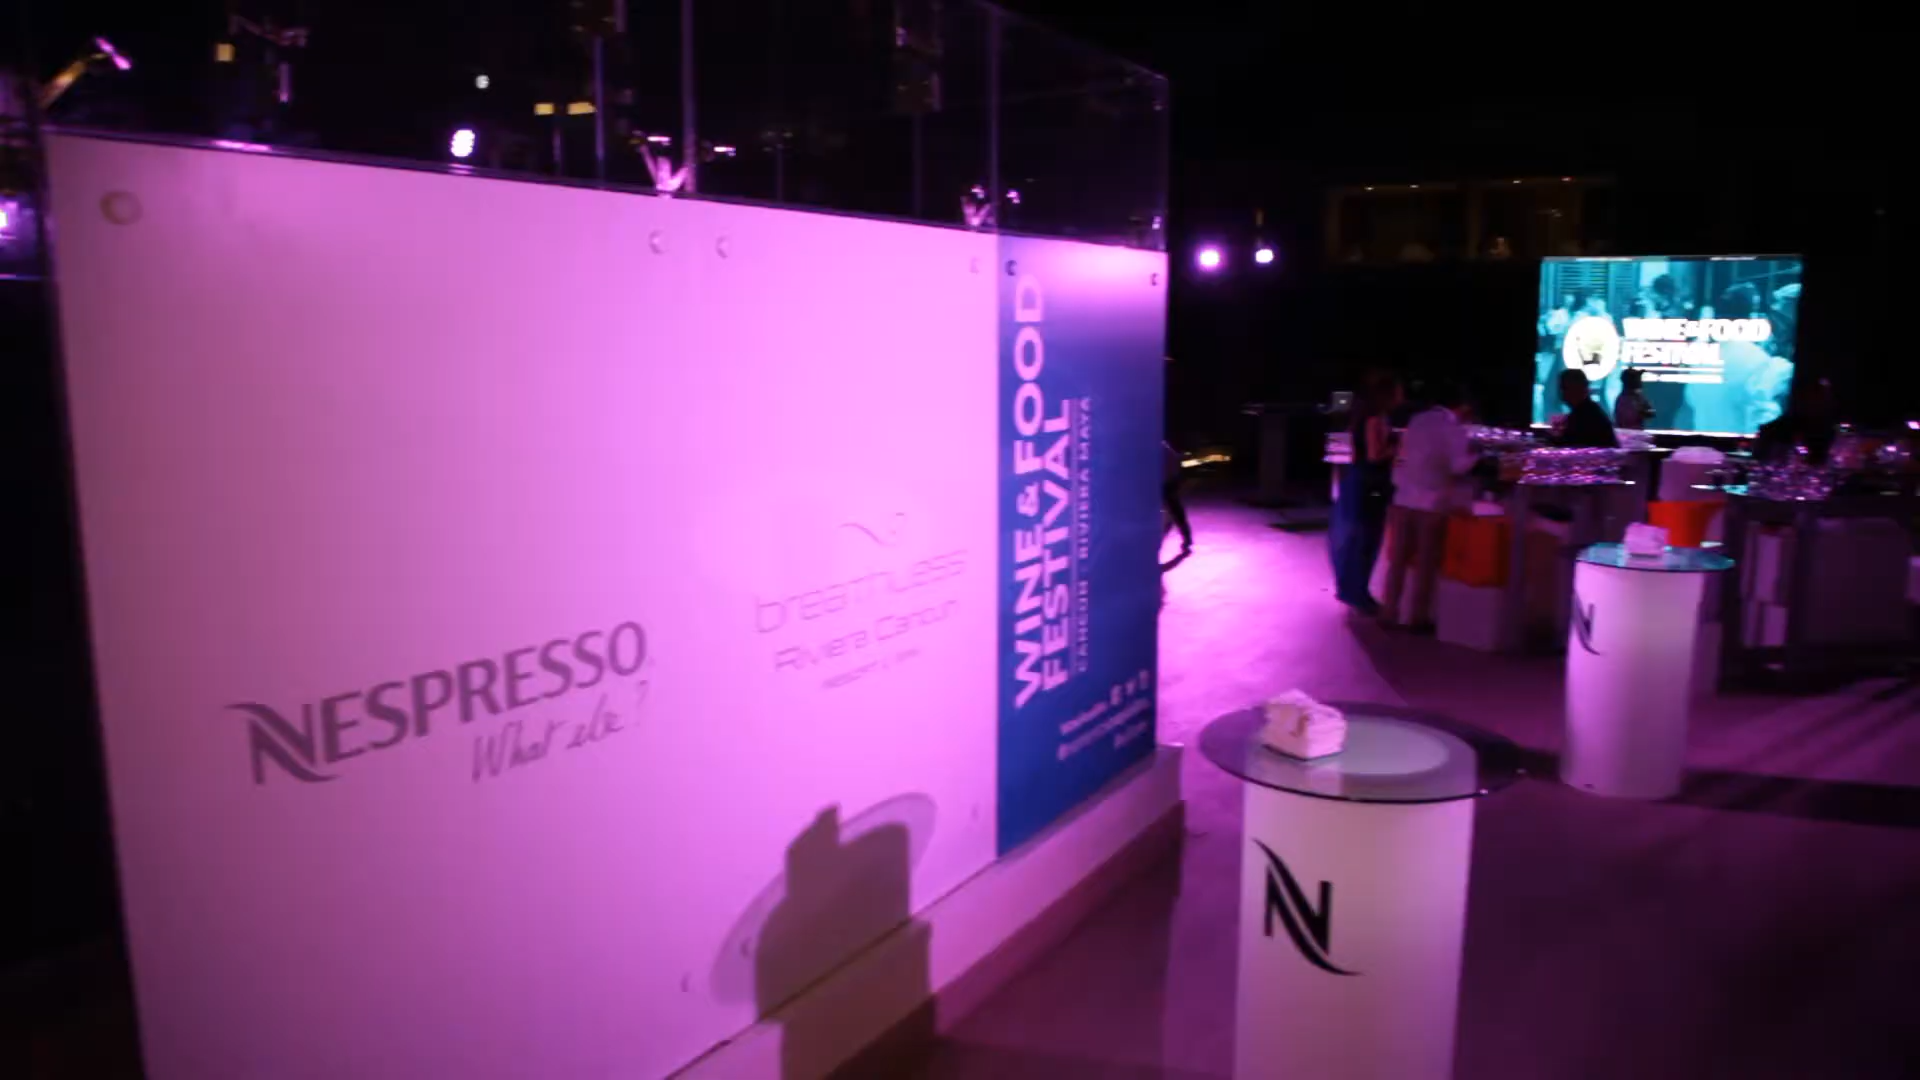 NESPRESSO
What else?
breathless
Riviera Cancun
WINE & FOOD
FESTIVAL
CANCUN - RIVIERA MAYA
WINE & FOOD
FESTIVAL
N
N